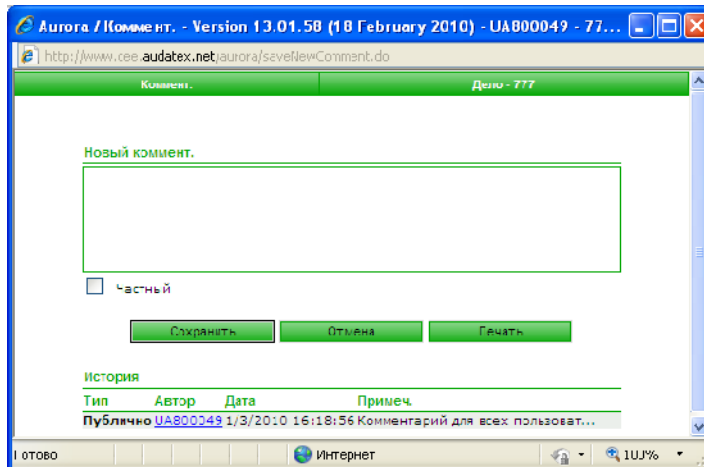 Aurora / Коммент. - Version 13.01.58 (18 February 2010) - UA800049 - 77...
http://www.cee.audatex.net/aurora/saveNewComment.do
Коммент. Дело - 777
Новый коммент.
Частный
Сохранить Отмена Печать
История
Тип Автор Дата Примеч.
Публично UA800049 1/3/2010 16:18:56 Комментарий для всех пользоват...
Готово Интернет 100%